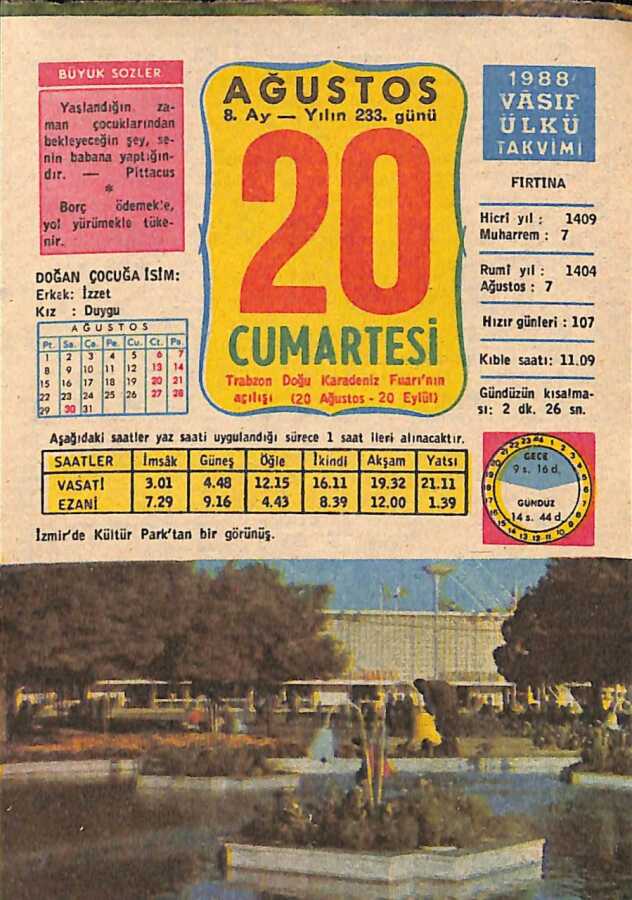 BÜYÜK SOZLER
Yaşlandığın za-
man çocuklarından
bekleyeceğin şey, se-
nin babana yaptığın-
dır. — Pittacus
*
Borç ödemekle,
yol yürümekle tüke-
nir.
DOĞAN ÇOCUĞA İSİM:
Erkek: İzzet
Kız : Duygu
AĞUSTOS
Pt. Sa. Ça. Pe. Cu. Ct. Pa.
1 2 3 4 5 6 7
8 9 10 11 12 13 14
15 16 17 18 19 20 21
22 23 24 25 26 27 28
29 30 31
AĞUSTOS
8. Ay — Yılın 233. günü
20
CUMARTESİ
Trabzon Doğu Karadeniz Fuarı'nın
açılışı (20 Ağustos - 20 Eylül)
1988
VÂSIF
ÜLKÜ
TAKVİMİ
FIRTINA
Hicrî yıl : 1409
Muharrem : 7
Rumî yıl : 1404
Ağustos : 7
Hızır günleri : 107
Kıble saatı: 11.09
Gündüzün kısalma-
sı: 2 dk. 26 sn.
Aşağıdaki saatler yaz saati uygulandığı sürece 1 saat ileri alınacaktır.
SAATLER İmsâk Güneş Öğle İkindi Akşam Yatsı
VASATİ 3.01 4.48 12.15 16.11 19.32 21.11
EZANİ 7.29 9.16 4.43 8.39 12.00 1.39
GECE
9 s. 16 d.
GÜNDÜZ
14 s. 44 d.
İzmir'de Kültür Park'tan bir görünüş.